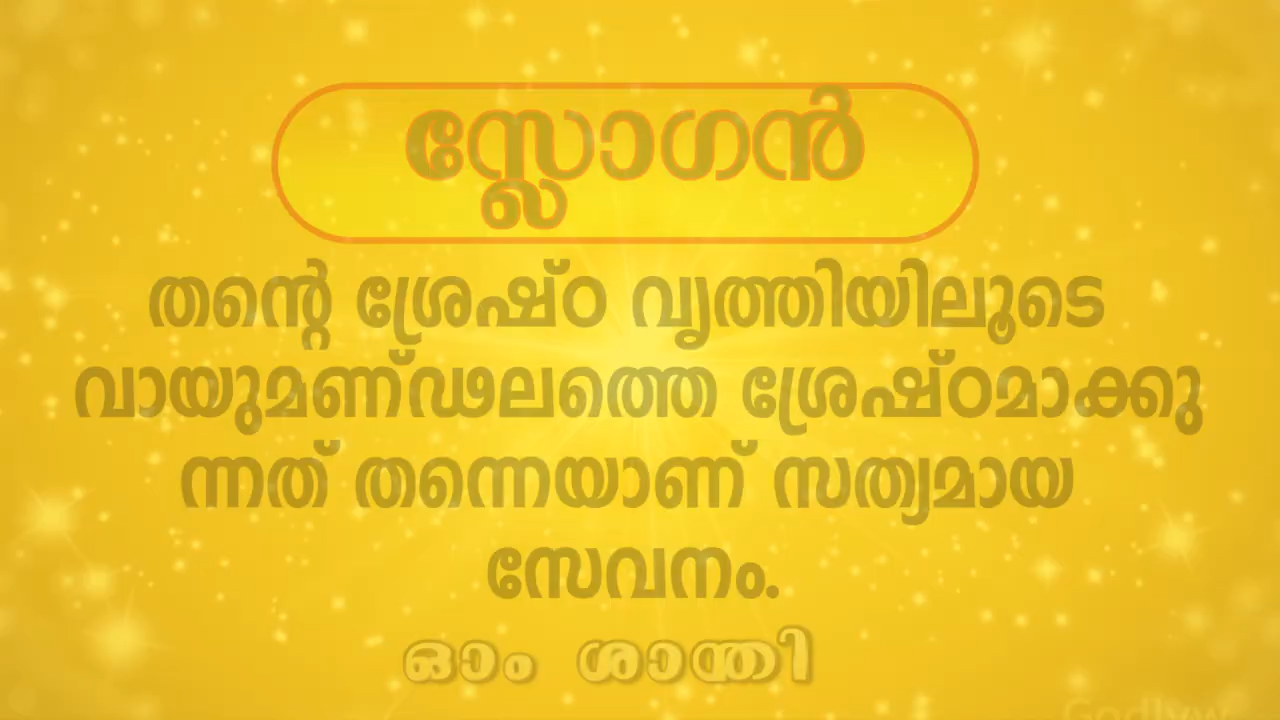 സ്ലോഗൻ
തന്റെ ശ്രേഷ്ഠ വൃത്തിയിലൂടെ
വായുമണ്ഢലത്തെ ശ്രേഷ്ഠമാക്കു
ന്നത് തന്നെയാണ് സത്യമായ
സേവനം.
ഓം ശാന്തി